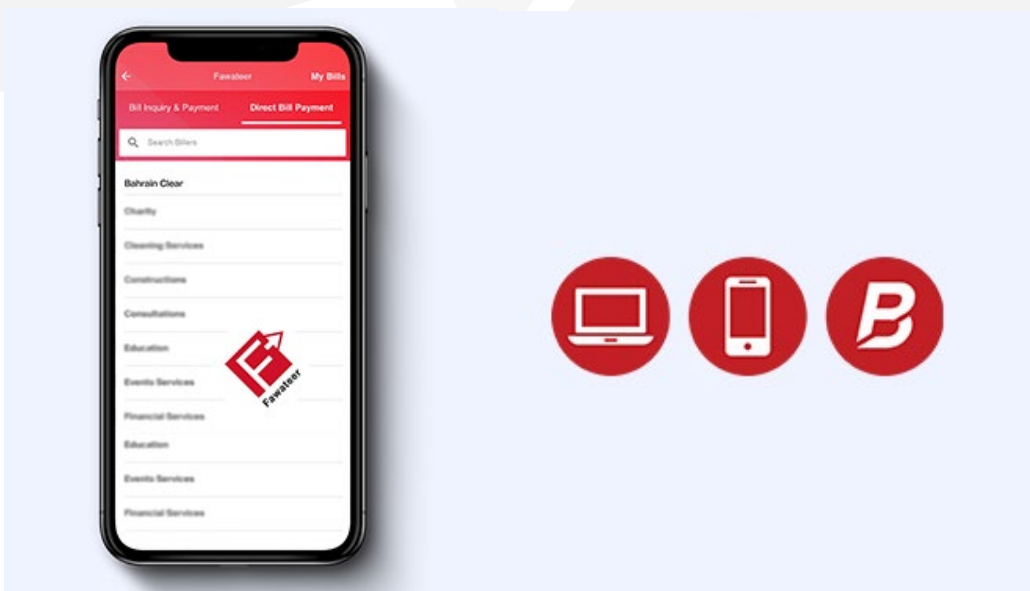 Fawateer
My Bills
Bill Inquiry & Payment
Direct Bill Payment
Search Billers
Bahrain Clear
Charity
Cleaning Services
Constructions
Consultations
Education
Events Services
Financial Services
Education
Events Services
Financial Services
Fawateer
B